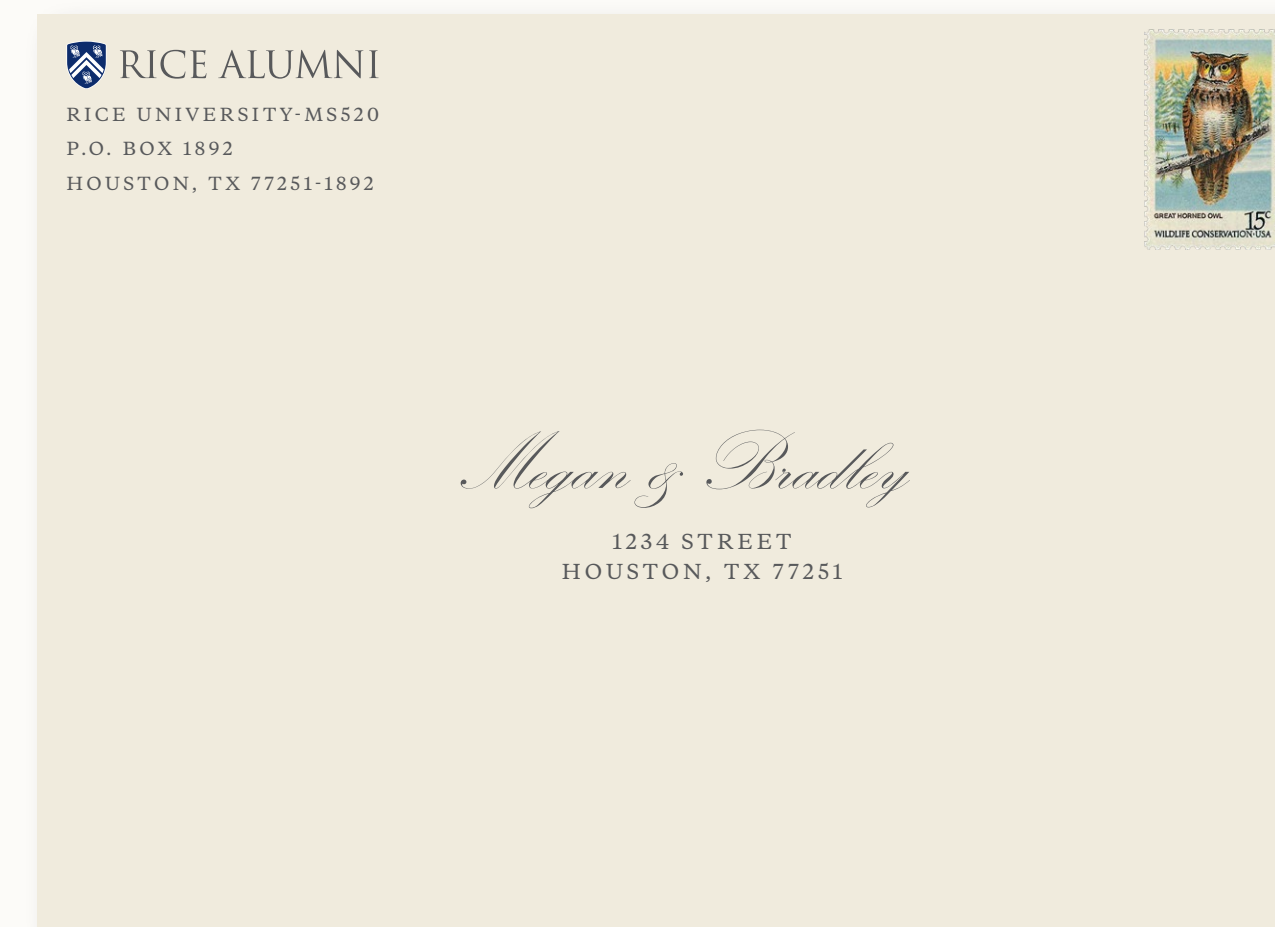 RICE ALUMNI
RICE UNIVERSITY-MS520
P.O. BOX 1892
HOUSTON, TX 77251-1892
GREAT HORNED OWL
15c
WILDLIFE CONSERVATION·USA
Megan & Bradley
1234 STREET
HOUSTON, TX 77251